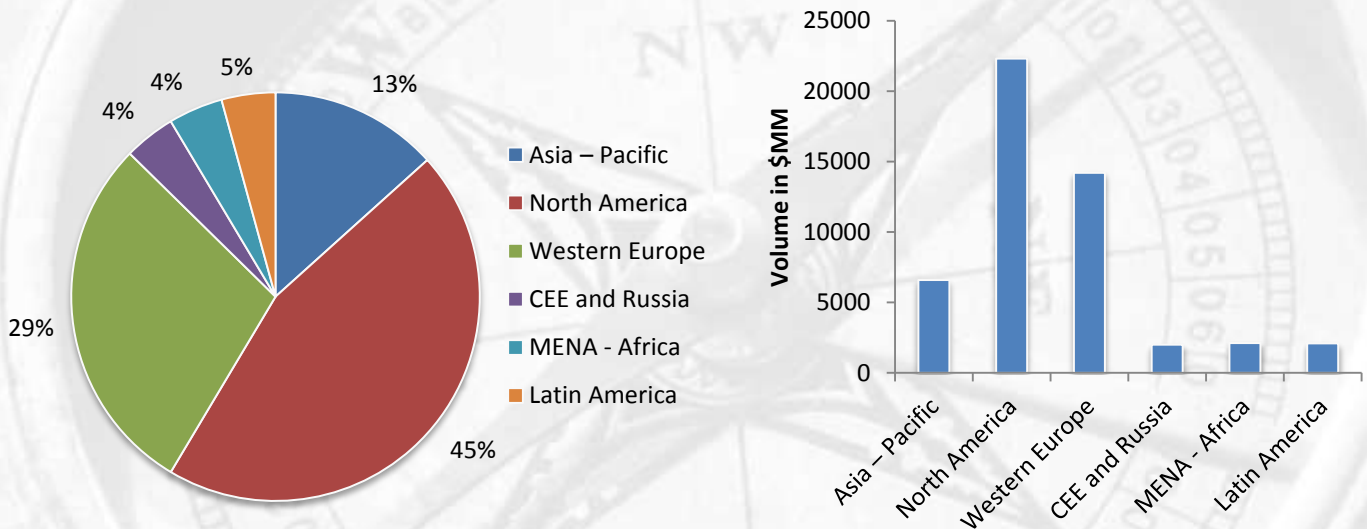 4%
4%
5%
13%
29%
45%
Asia – Pacific
North America
Western Europe
CEE and Russia
MENA - Africa
Latin America
Volume in $MM
25000
20000
15000
10000
5000
0
Asia – Pacific
North America
Western Europe
CEE and Russia
MENA - Africa
Latin America
N W